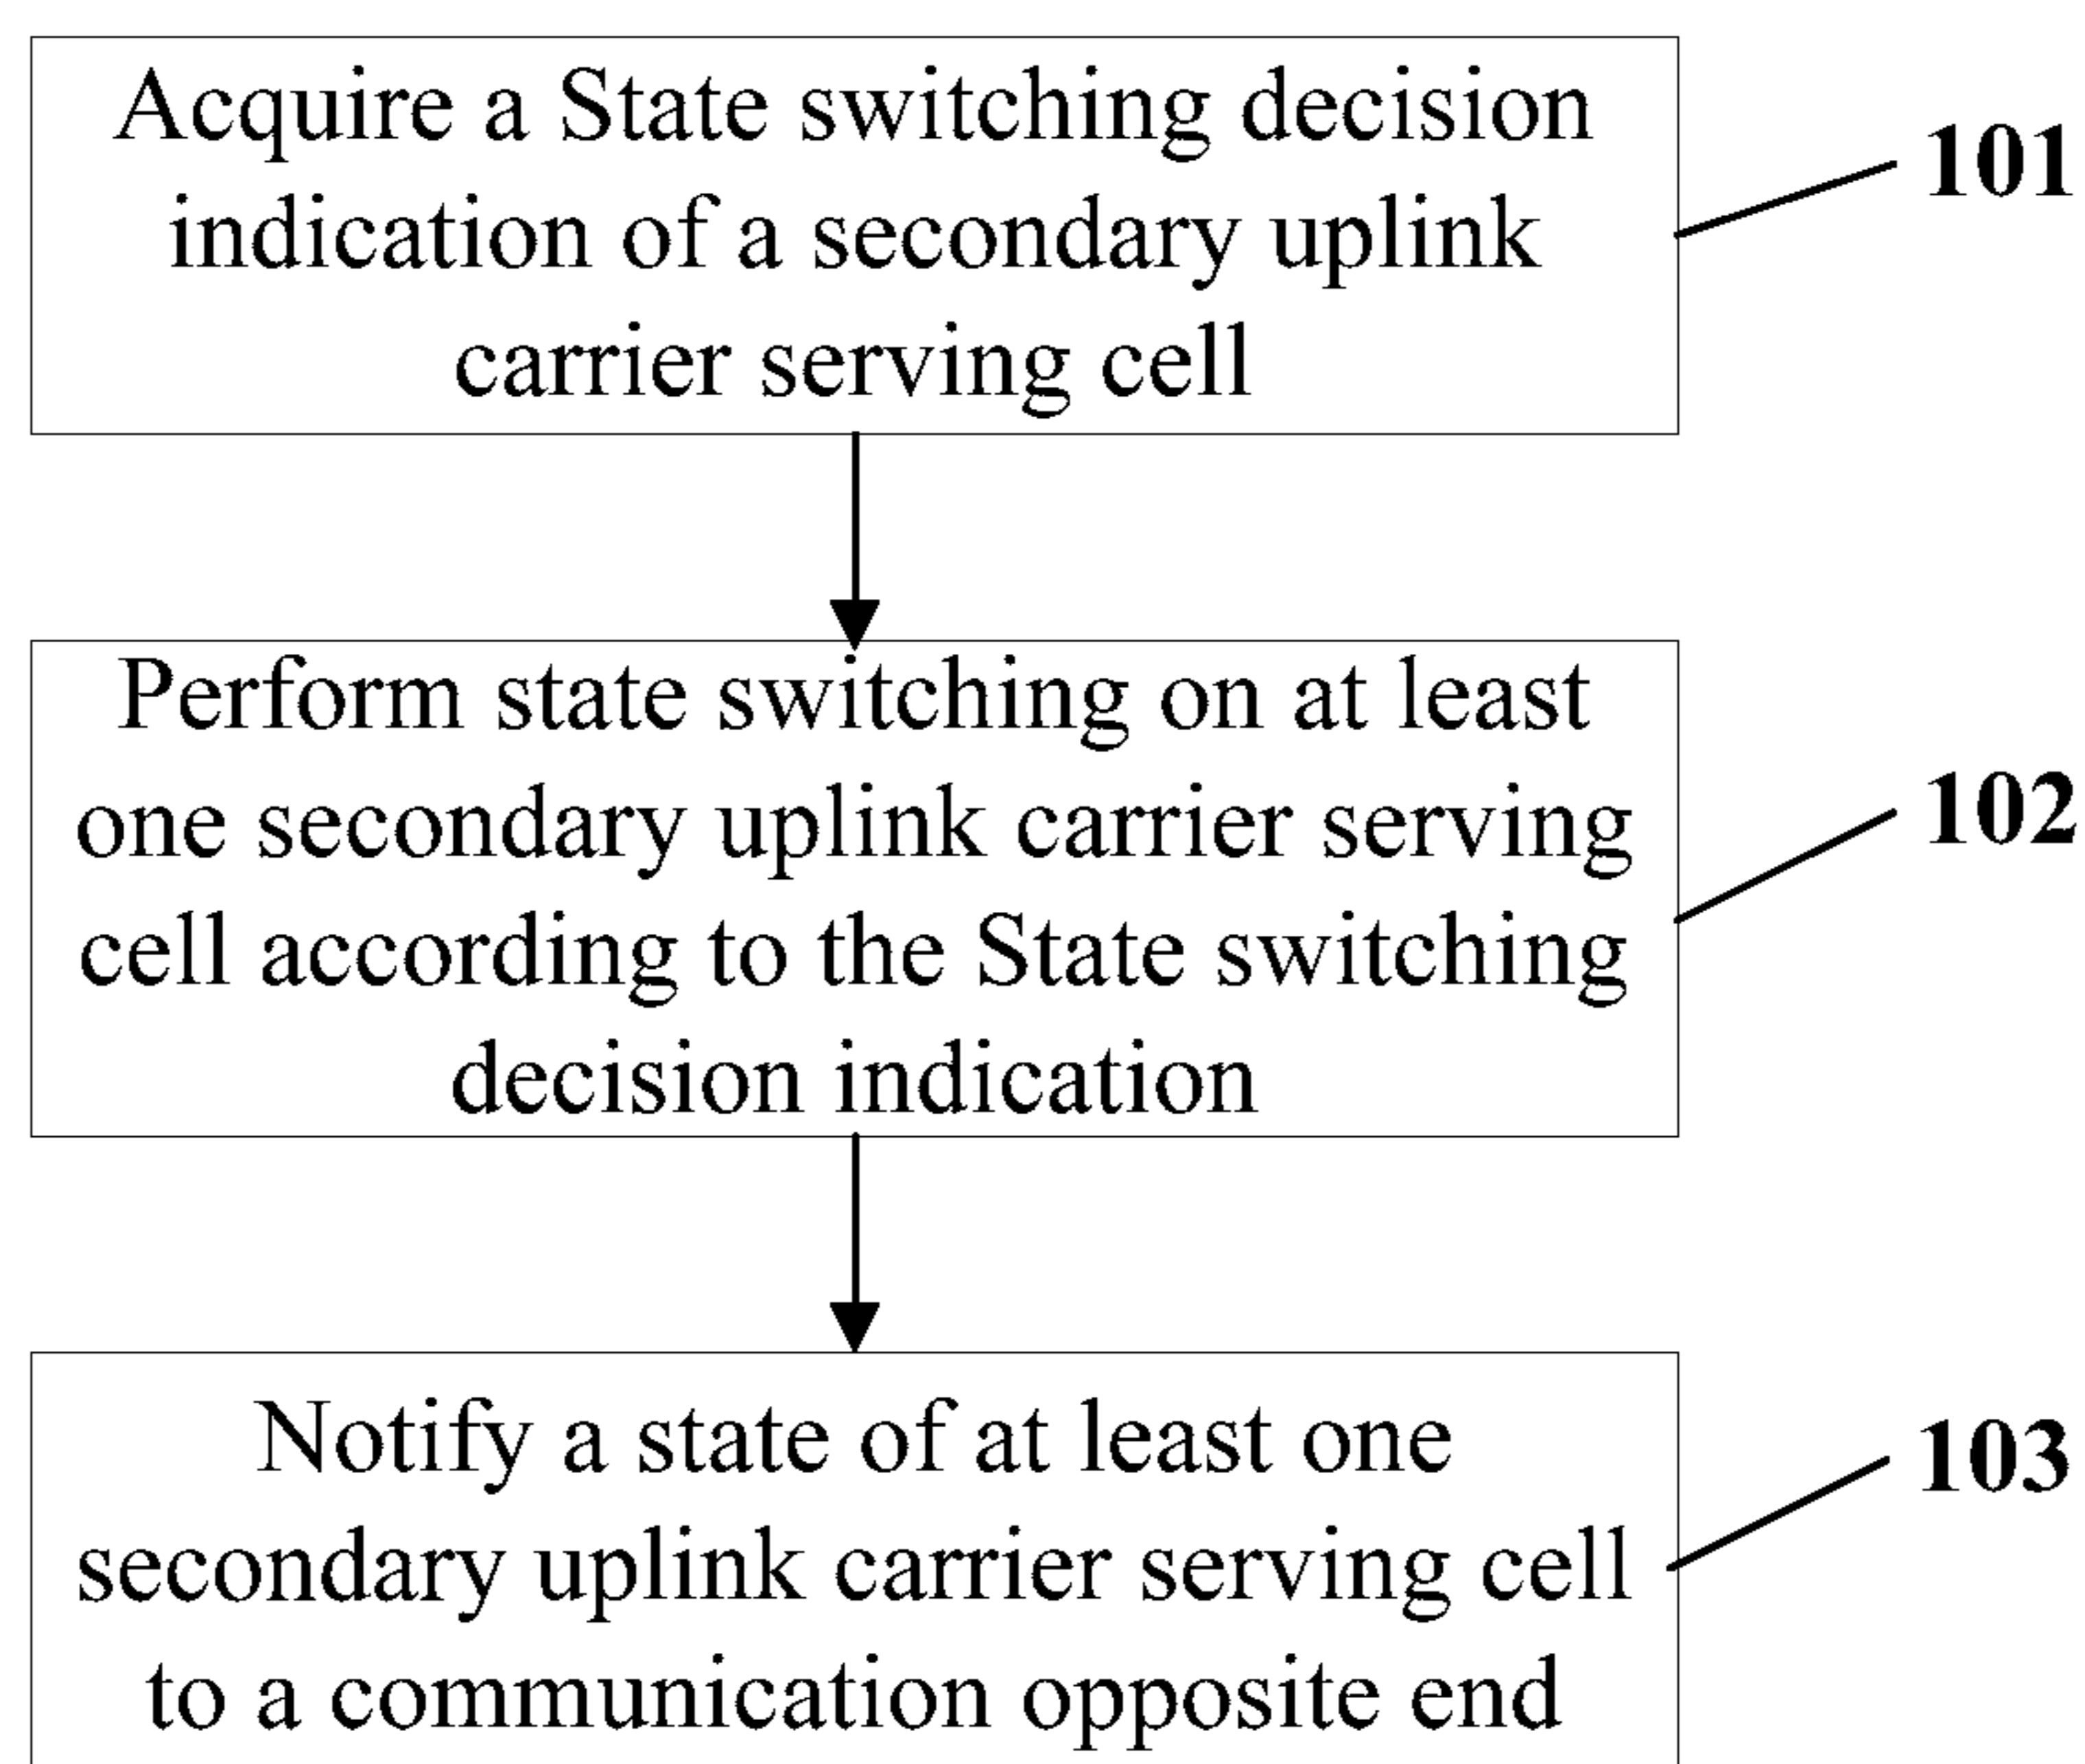 Acquire a State switching decision
indication of a secondary uplink
carrier serving cell
101
Perform state switching on at least
one secondary uplink carrier serving
cell according to the State switching
decision indication
102
Notify a state of at least one
secondary uplink carrier serving cell
to a communication opposite end
103